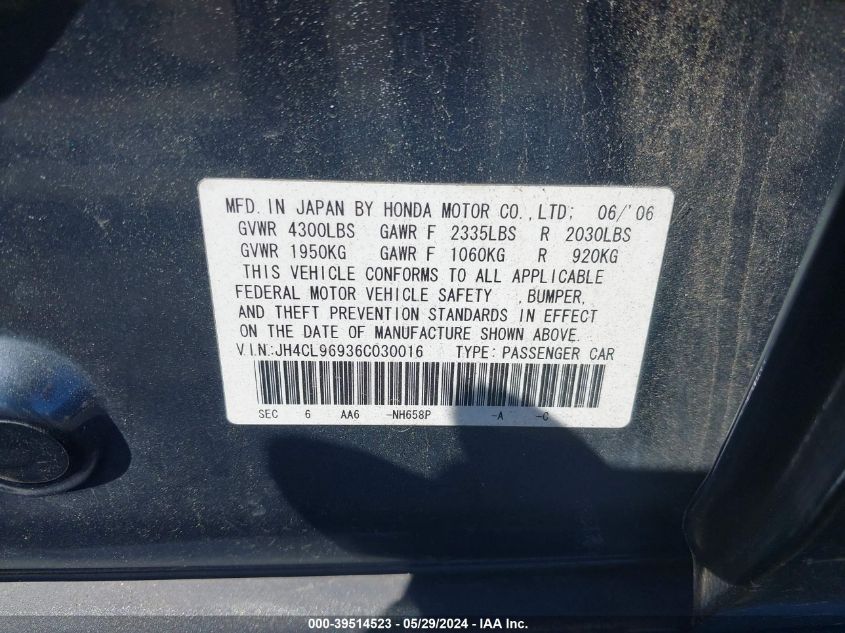 MFD. IN JAPAN BY HONDA MOTOR CO., LTD; 06/'06
GVWR 4300LBS GAWR F 2335LBS R 2030LBS
GVWR 1950KG GAWR F 1060KG R 920KG
THIS VEHICLE CONFORMS TO ALL APPLICABLE
FEDERAL MOTOR VEHICLE SAFETY , BUMPER,
AND THEFT PREVENTION STANDARDS IN EFFECT
ON THE DATE OF MANUFACTURE SHOWN ABOVE.
V.I.N.:JH4CL96936C030016 TYPE: PASSENGER CAR
SEC 6 AA6 -NH658P -A -C
000-39514523 - 05/29/2024 - IAA Inc.